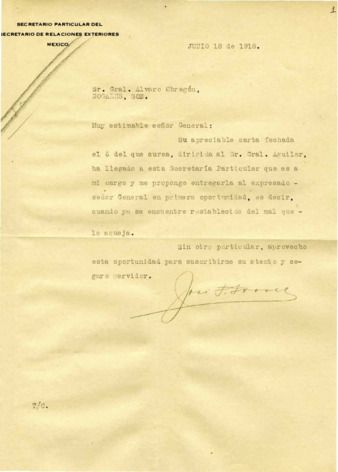 1
SECRETARIO PARTICULAR DEL
SECRETARIO DE RELACIONES EXTERIORES
MEXICO
JUNIO 18 de 1918.
Sr. Gral. Alvaro Obregón,
NOGALES, SON.
Muy estimable señor General:
Su apreciable carta fechada
el 6 del que cursa, dirigida al Sr. Gral. Aguilar,
ha llegado a esta Secretaría Particular que es a
mi cargo y me propongo entregarla al expresado -
señor General en primera oportunidad, es decir,
cuando ya se encuentre restablecido del mal que -
le aqueja.
Sin otro particular, aprovecho
esta oportunidad para suscribirme su atento y se-
guro servidor.